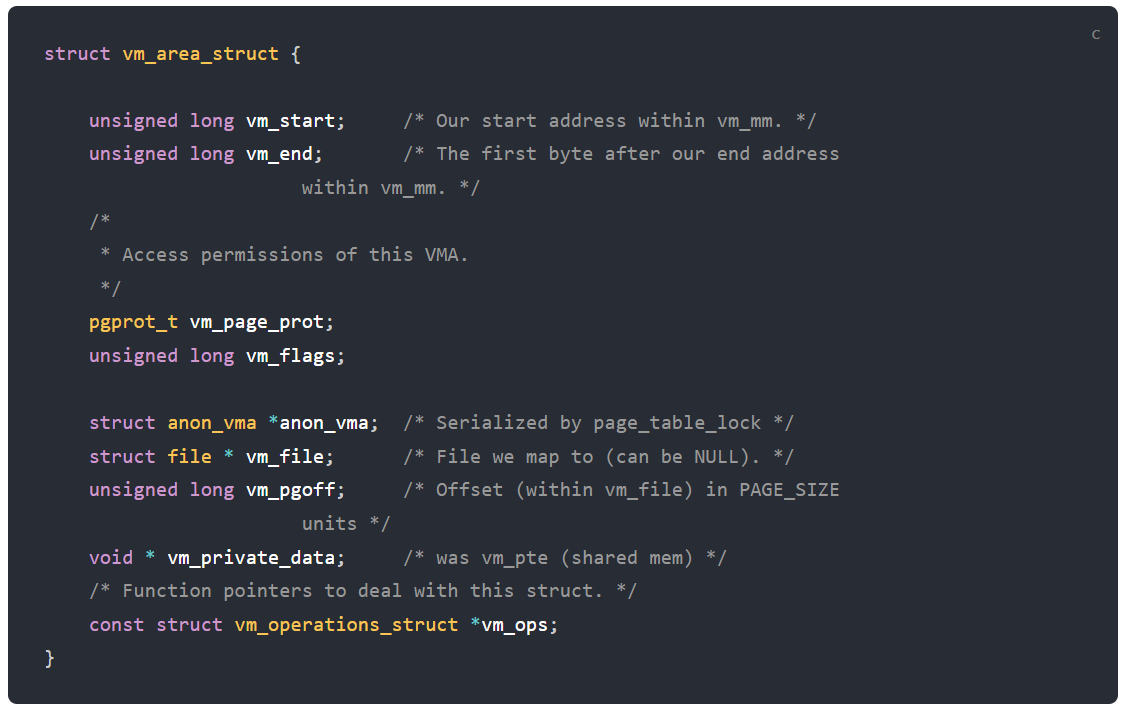 C
struct vm_area_struct {
unsigned long vm_start; /* Our start address within vm_mm. */
unsigned long vm_end; /* The first byte after our end address
within vm_mm. */
/*
* Access permissions of this VMA.
*/
pgprot_t vm_page_prot;
unsigned long vm_flags;
struct anon_vma *anon_vma; /* Serialized by page_table_lock */
struct file * vm_file; /* File we map to (can be NULL). */
unsigned long vm_pgoff; /* Offset (within vm_file) in PAGE_SIZE
units */
void * vm_private_data; /* was vm_pte (shared mem) */
/* Function pointers to deal with this struct. */
const struct vm_operations_struct *vm_ops;
}